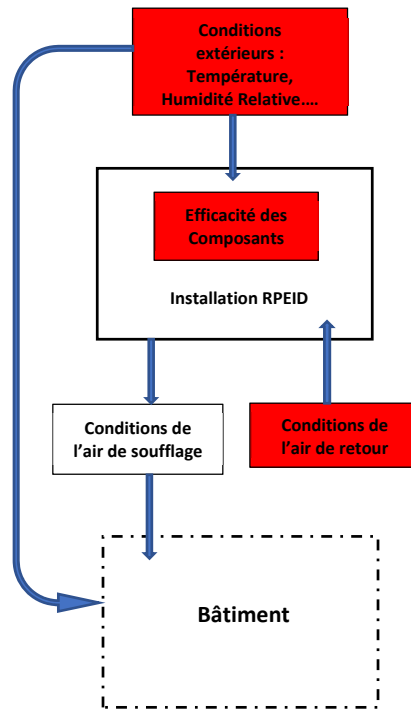 Conditions
extérieurs :
Température,
Humidité Relative….
Efficacité des
Composants
Installation RPEID
Conditions de
l’air de soufflage
Conditions de
l’air de retour
Bâtiment